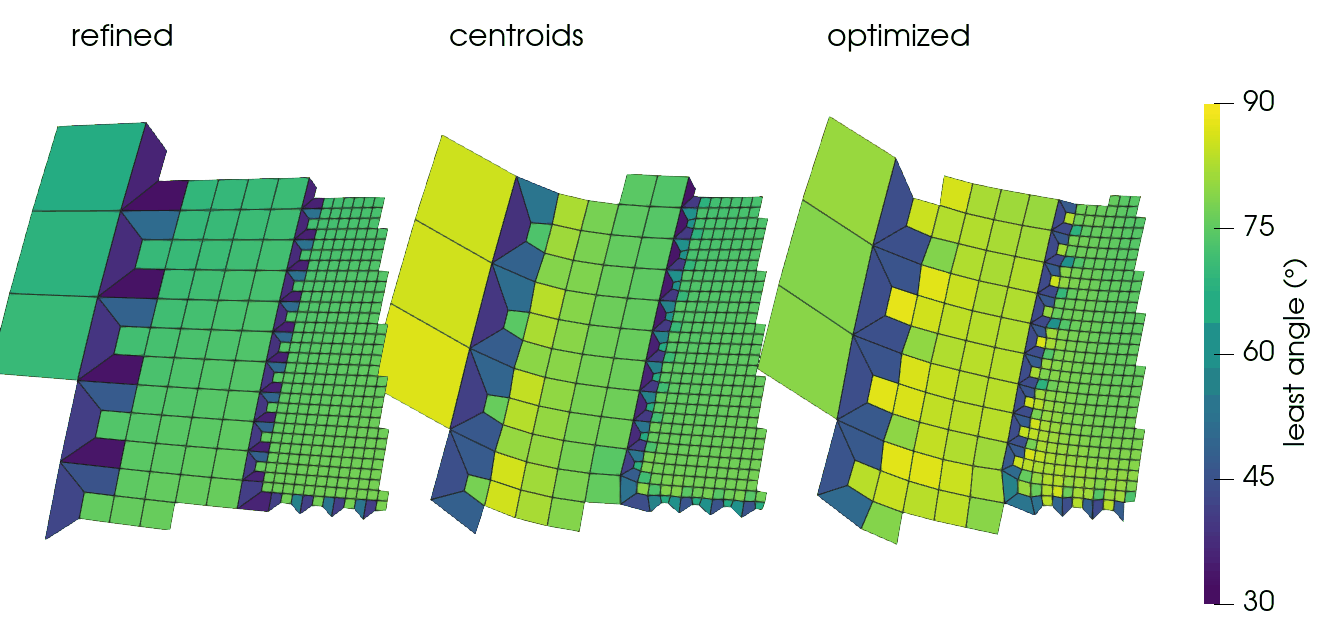 refined
centroids
optimized
90
75
60
45
30
least angle (°)